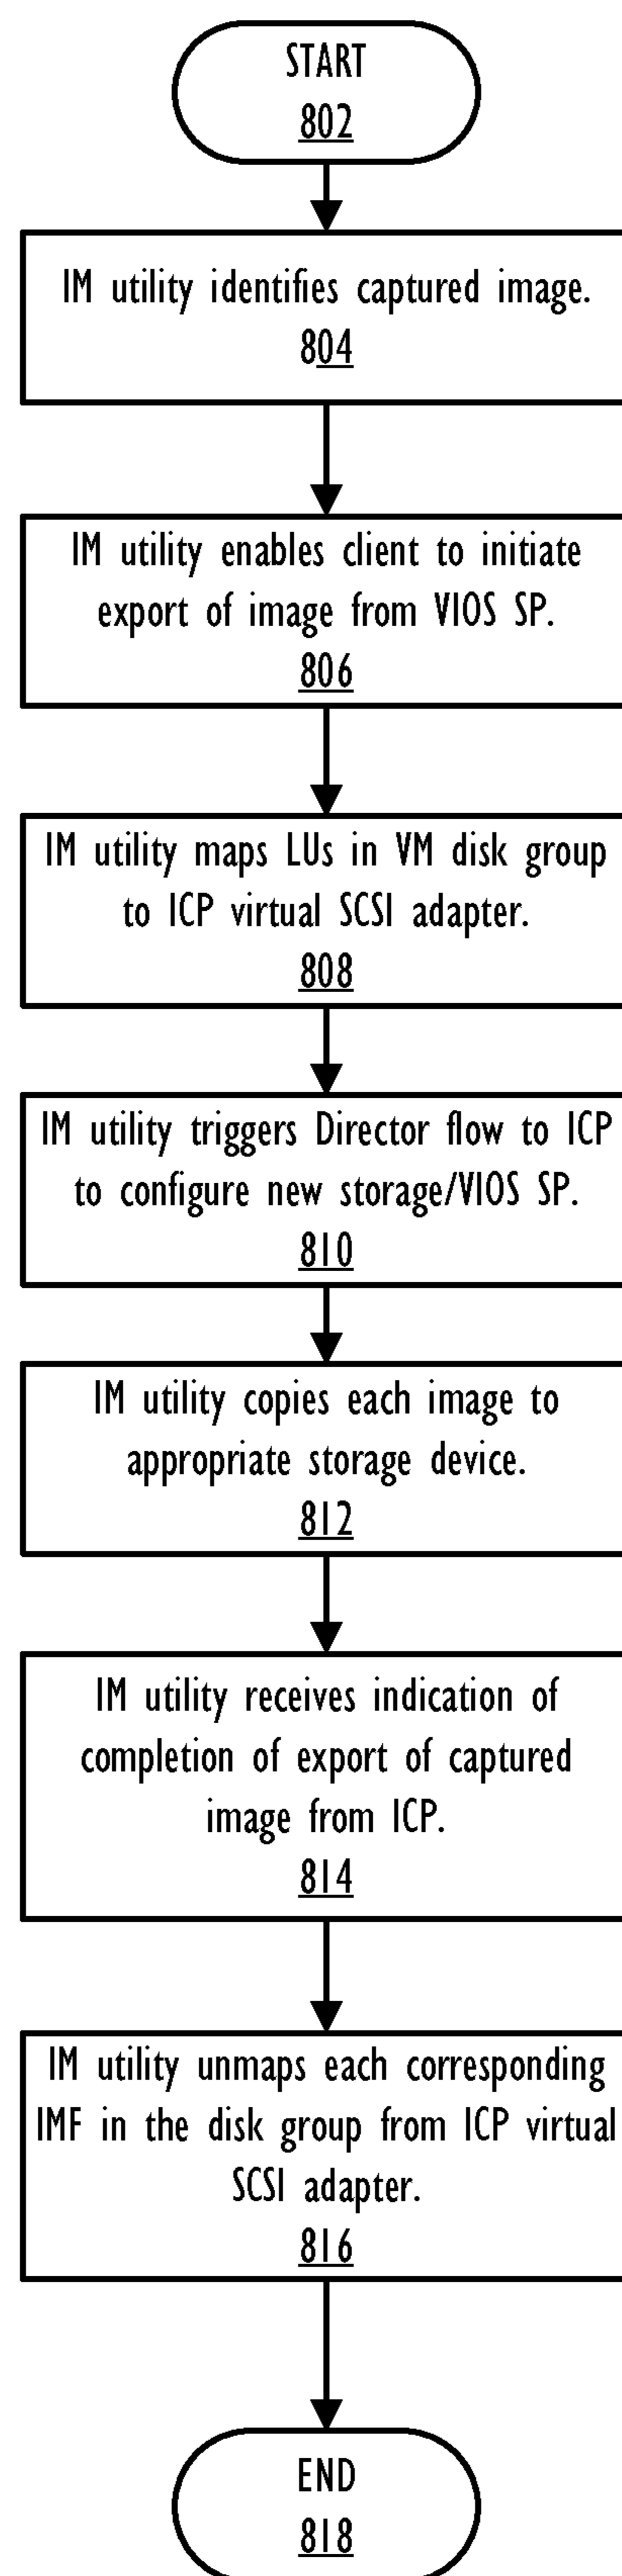 START
802
IM utility identifies captured image.
804
IM utility enables client to initiate
export of image from VIOS SP.
806
IM utility maps LUs in VM disk group
to ICP virtual SCSI adapter.
808
IM utility triggers Director flow to ICP
to configure new storage/VIOS SP.
810
IM utility copies each image to
appropriate storage device.
812
IM utility receives indication of
completion of export of captured
image from ICP.
814
IM utility unmaps each corresponding
IMF in the disk group from ICP virtual
SCSI adapter.
816
END
818